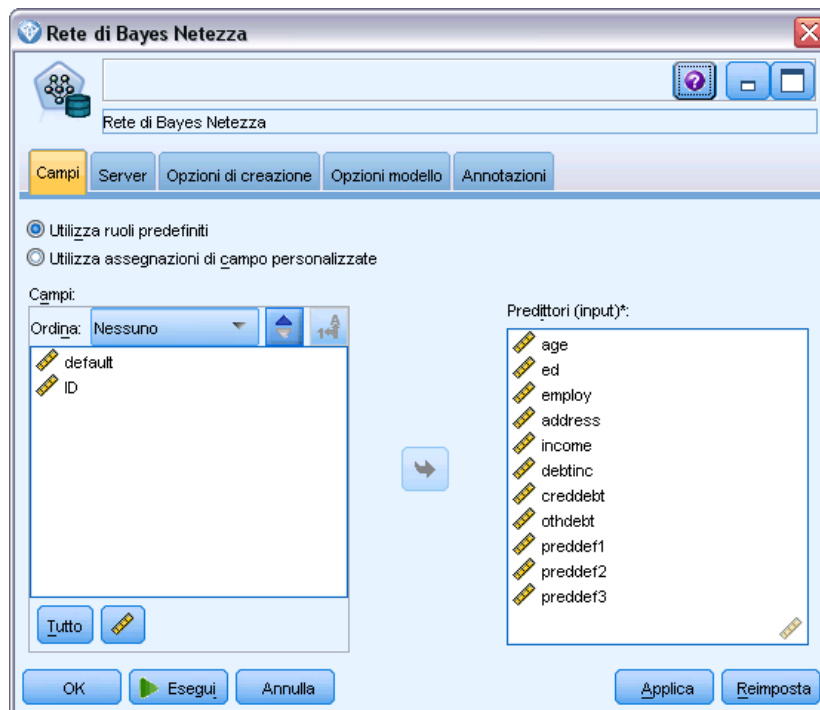 Rete di Bayes Netezza
Rete di Bayes Netezza
Campi Server Opzioni di creazione Opzioni modello Annotazioni
Utilizza ruoli predefiniti
Utilizza assegnazioni di campo personalizzate
Campi:
Ordina: Nessuno
default
ID
Predittori (input)*:
age
ed
employ
address
income
debtinc
creddebt
othdebt
preddef1
preddef2
preddef3
Tutto
OK Esegui Annulla Applica Reimposta